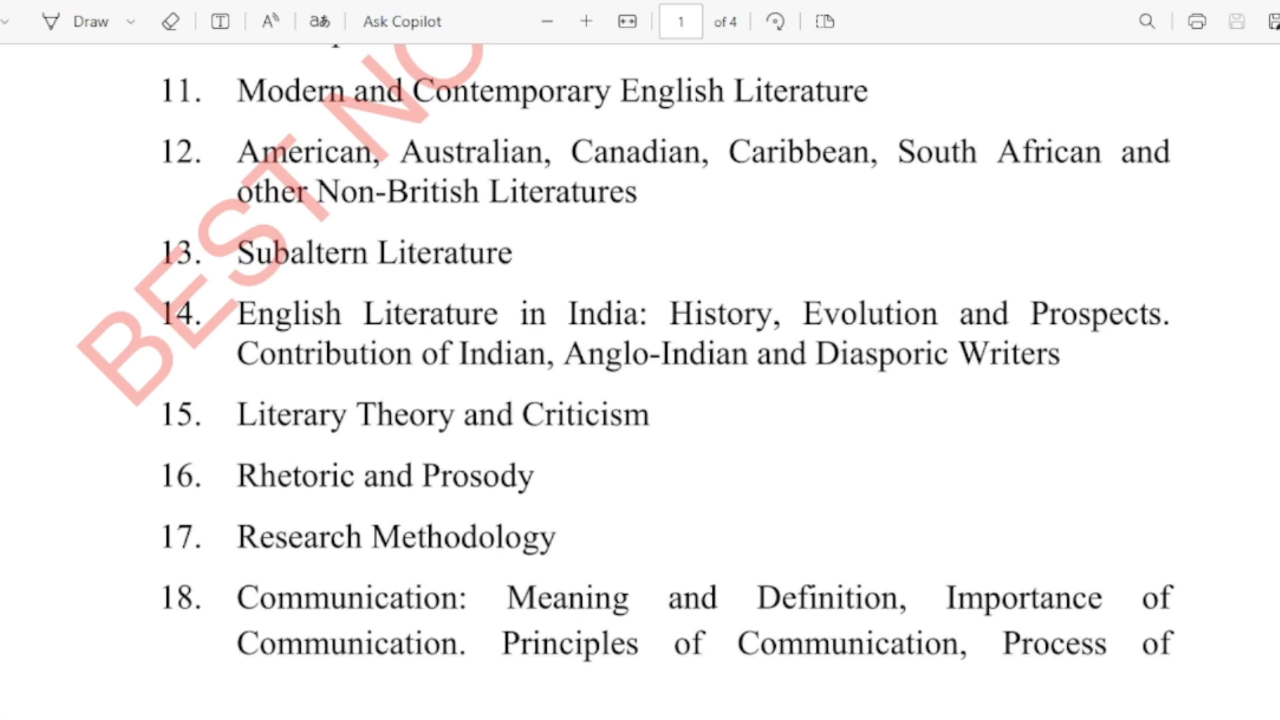 Draw
Ask Copilot
1 of 4
11. Modern and Contemporary English Literature
12. American, Australian, Canadian, Caribbean, South African and
other Non-British Literatures
13. Subaltern Literature
14. English Literature in India: History, Evolution and Prospects.
Contribution of Indian, Anglo-Indian and Diasporic Writers
15. Literary Theory and Criticism
16. Rhetoric and Prosody
17. Research Methodology
18. Communication: Meaning and Definition, Importance of
Communication. Principles of Communication, Process of
BEST NO